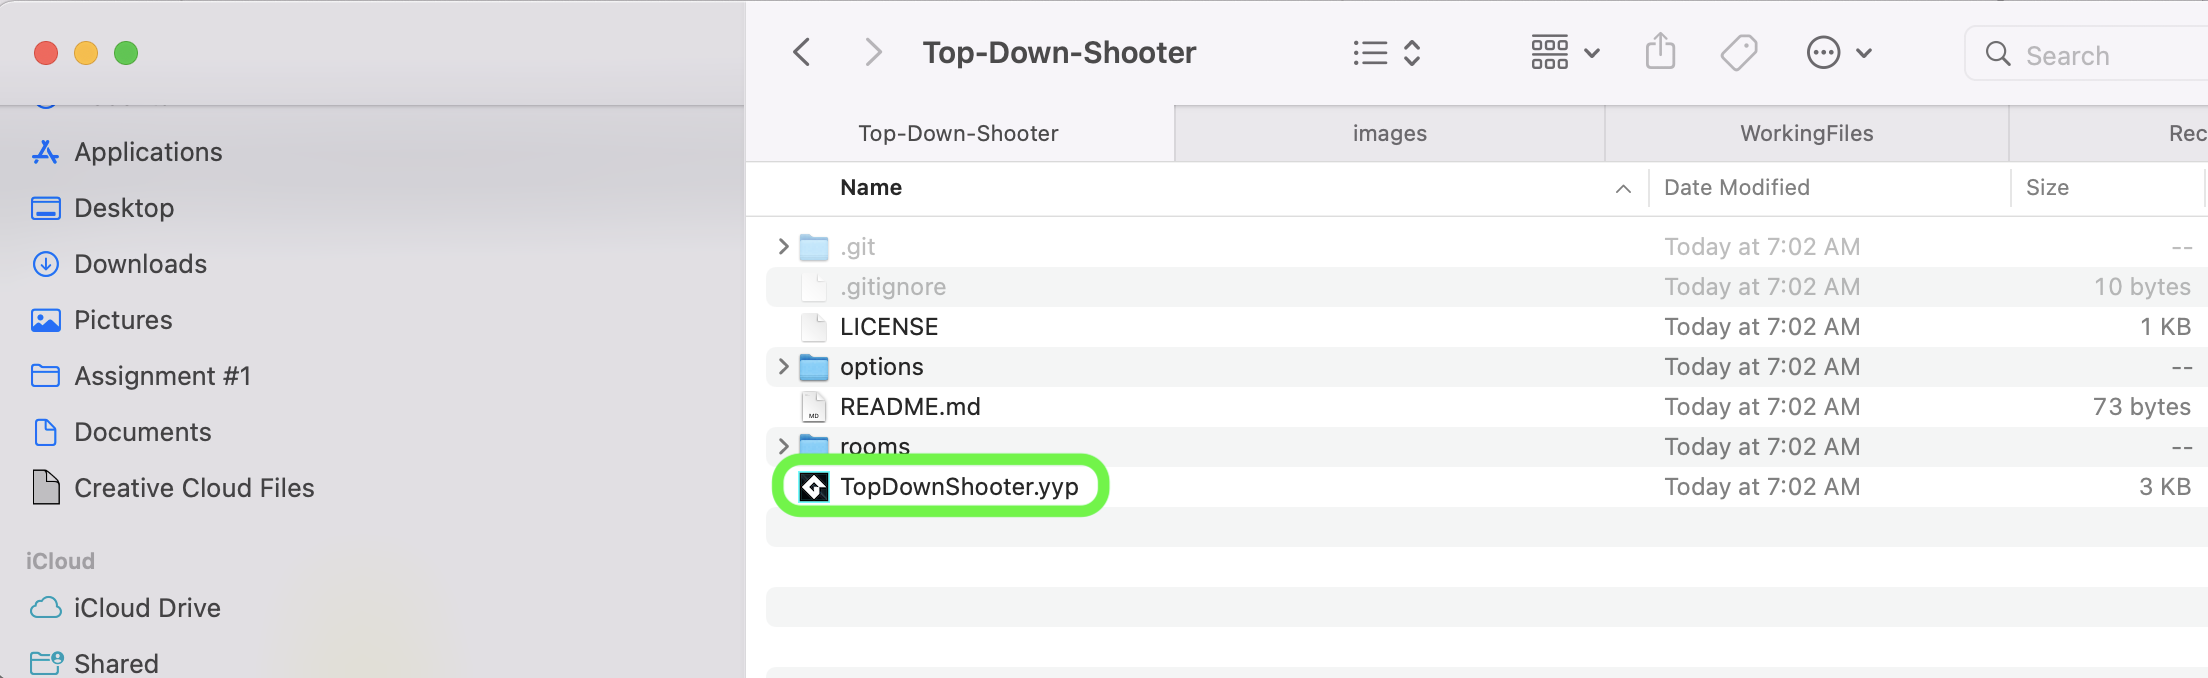 Top-Down-Shooter
Search
Top-Down-Shooter images WorkingFiles Rec
Applications
Desktop
Downloads
Pictures
Assignment #1
Documents
Creative Cloud Files
iCloud
iCloud Drive
Shared
Name Date Modified Size
.git Today at 7:02 AM --
.gitignore Today at 7:02 AM 10 bytes
LICENSE Today at 7:02 AM 1 KB
options Today at 7:02 AM --
README.md Today at 7:02 AM 73 bytes
rooms Today at 7:02 AM --
TopDownShooter.yyp Today at 7:02 AM 3 KB